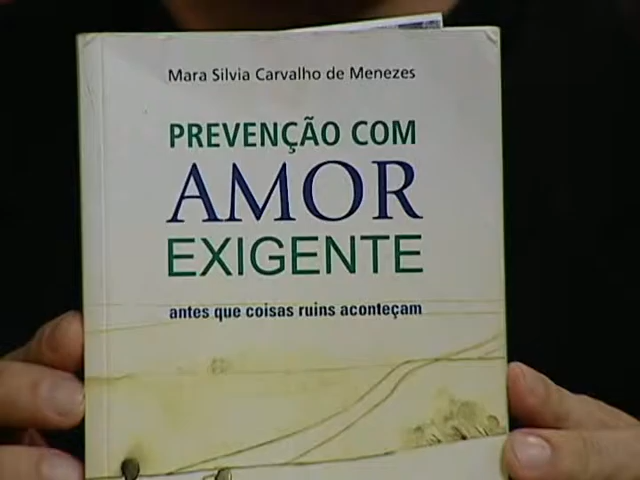 Mara Silvia Carvalho de Menezes
PREVENÇÃO COM
AMOR
EXIGENTE
antes que coisas ruins aconteçam